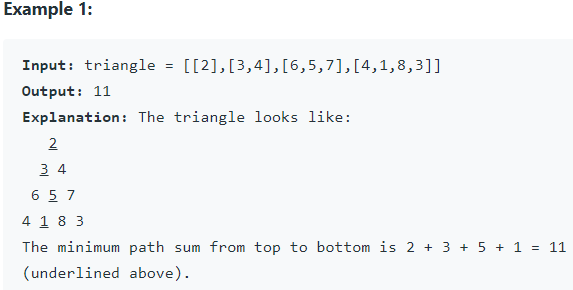 Example 1:
Input: triangle = [[2],[3,4],[6,5,7],[4,1,8,3]]
Output: 11
Explanation: The triangle looks like:
2
3 4
6 5 7
4 1 8 3
The minimum path sum from top to bottom is 2 + 3 + 5 + 1 = 11
(underlined above).